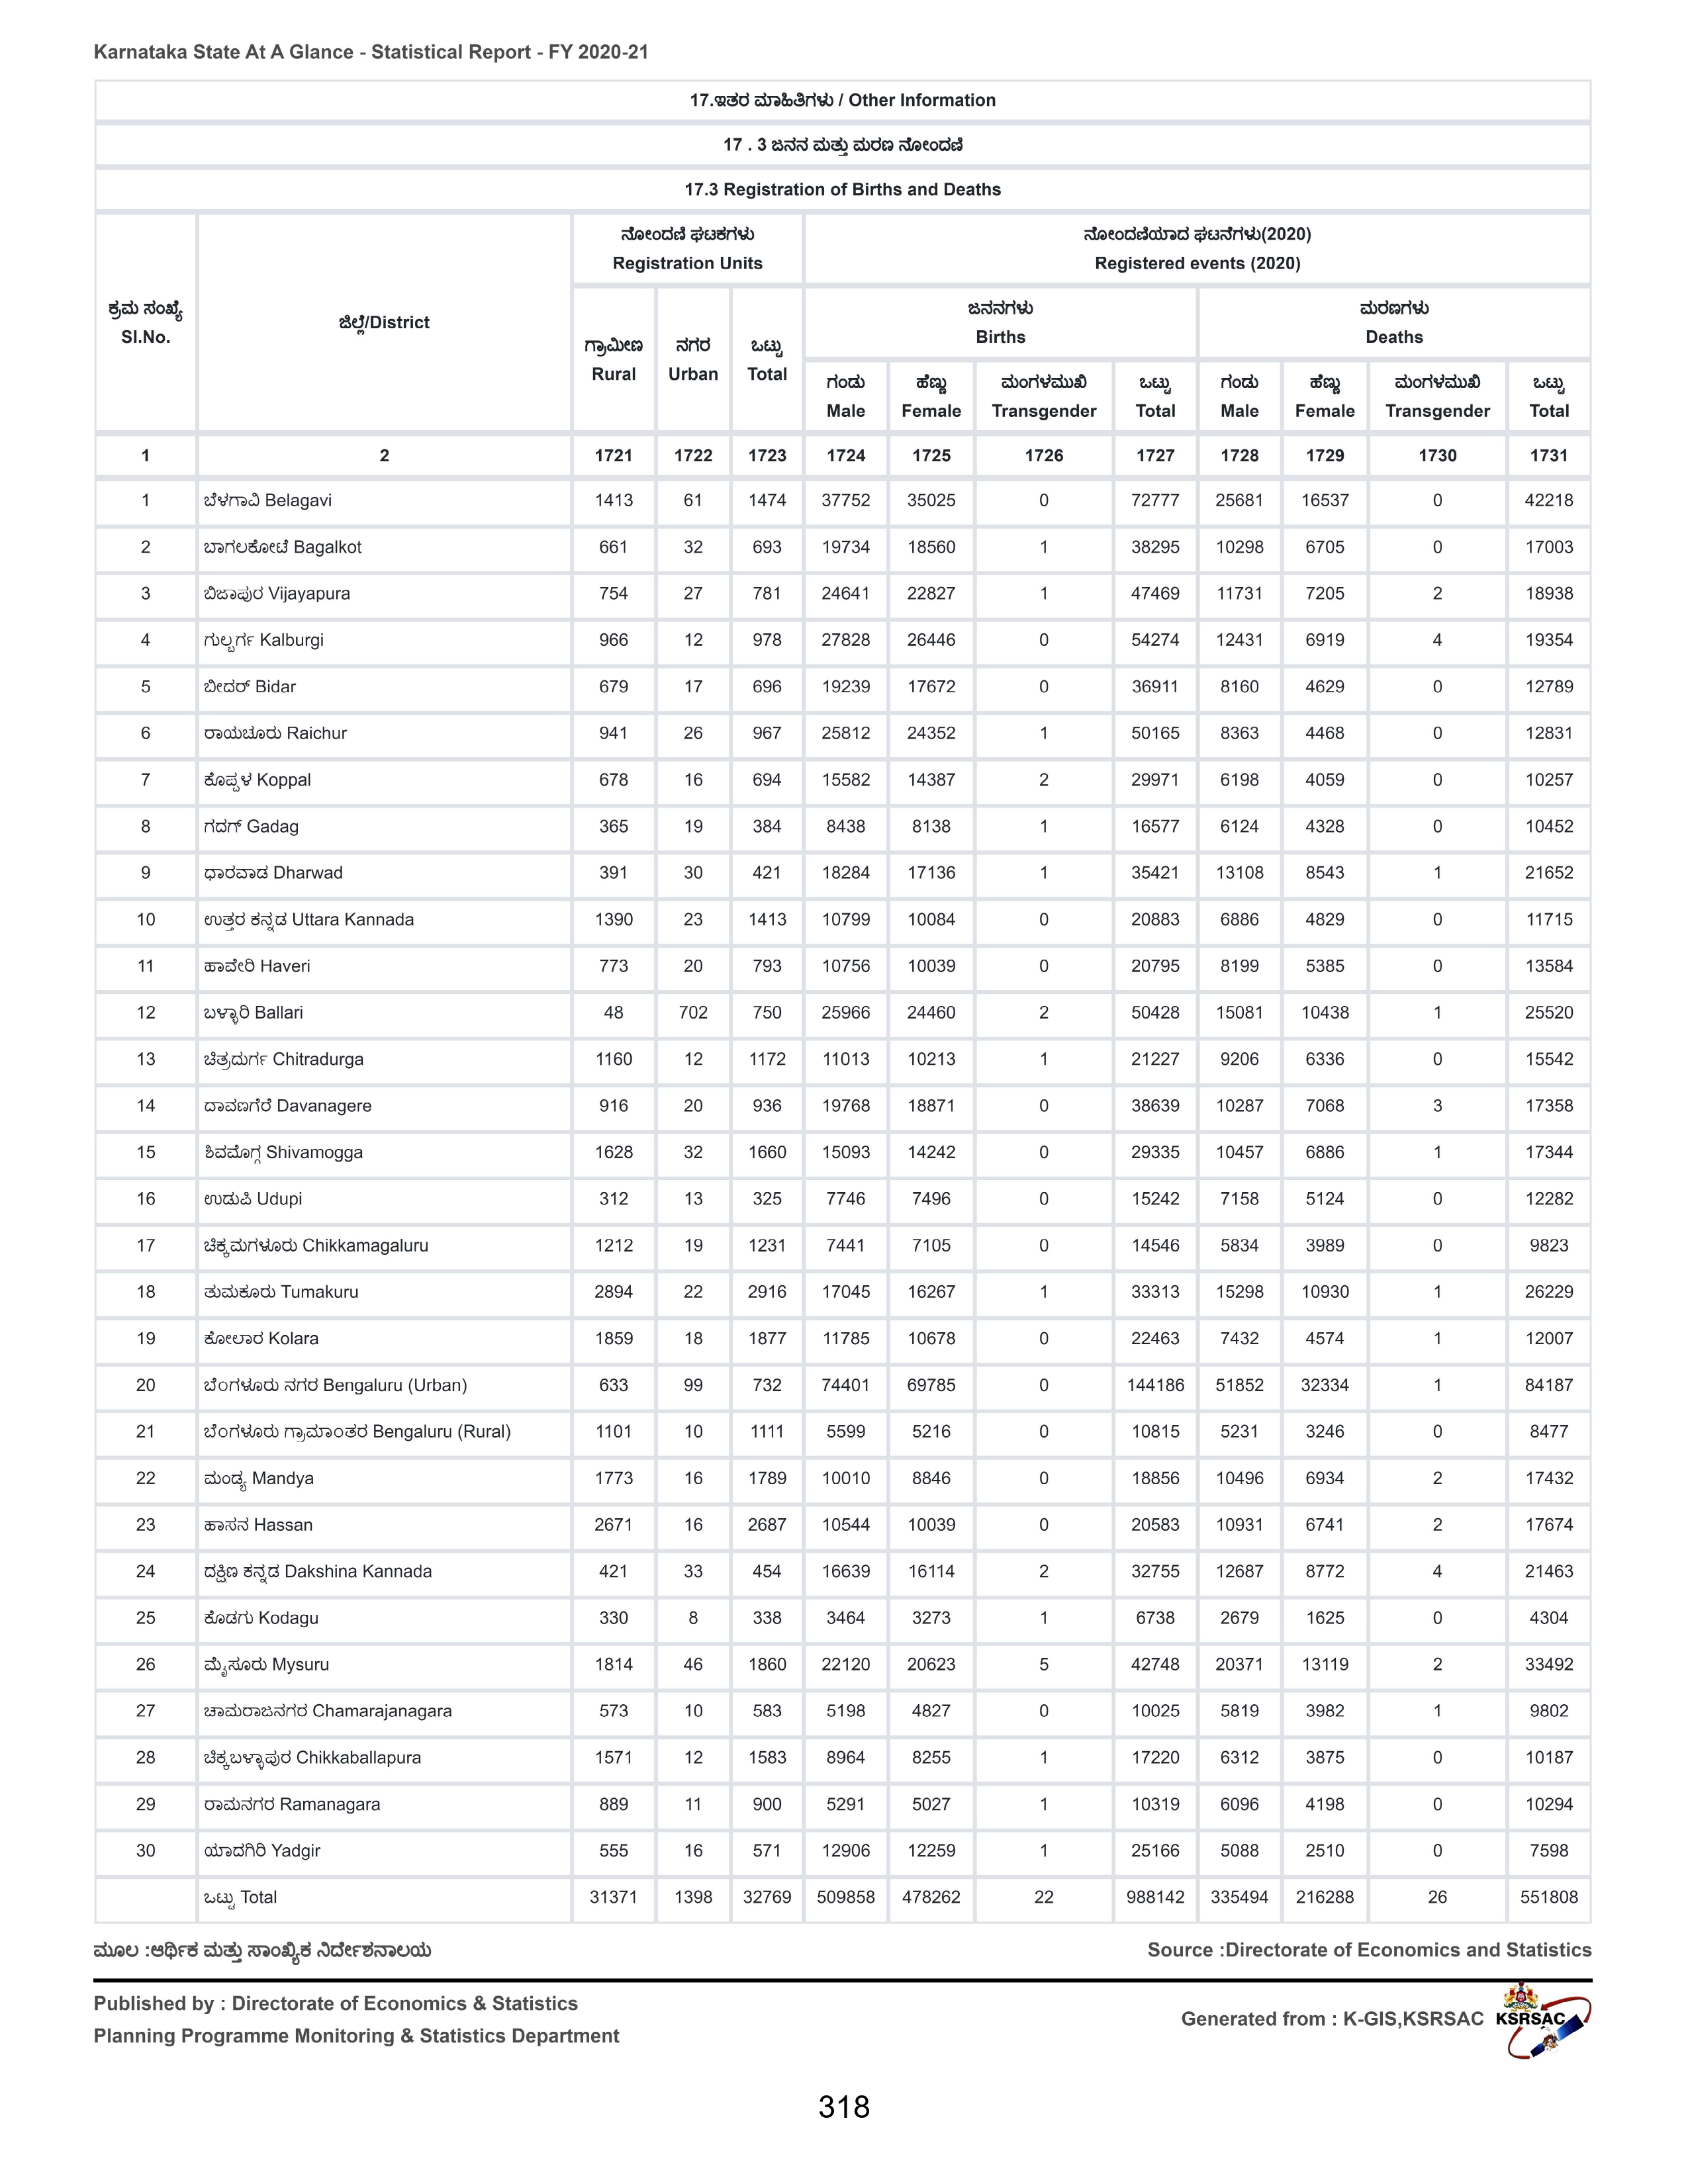 Karnataka State At A Glance - Statistical Report - FY 2020-21
17.ಇತರ ಮಾಹಿತಿಗಳು / Other Information
17 . 3 ಜನನ ಮತ್ತು ಮರಣ ನೋಂದಣಿ
17.3 Registration of Births and Deaths
ಕ್ರಮ ಸಂಖ್ಯೆ
Sl.No.
ಜಿಲ್ಲೆ/District
ನೋಂದಣಿ ಘಟಕಗಳು
Registration Units
ನೋಂದಣಿಯಾದ ಘಟನೆಗಳು(2020)
Registered events (2020)
ಗ್ರಾಮೀಣ
Rural
ನಗರ
Urban
ಒಟ್ಟು
Total
ಜನನಗಳು
Births
ಮರಣಗಳು
Deaths
ಗಂಡು
Male
ಹೆಣ್ಣು
Female
ಮಂಗಳಮುಖಿ
Transgender
ಒಟ್ಟು
Total
ಗಂಡು
Male
ಹೆಣ್ಣು
Female
ಮಂಗಳಮುಖಿ
Transgender
ಒಟ್ಟು
Total
1 2 1721 1722 1723 1724 1725 1726 1727 1728 1729 1730 1731
1 ಬೆಳಗಾವಿ Belagavi 1413 61 1474 37752 35025 0 72777 25681 16537 0 42218
2 ಬಾಗಲಕೋಟೆ Bagalkot 661 32 693 19734 18560 1 38295 10298 6705 0 17003
3 ಬಿಜಾಪುರ Vijayapura 754 27 781 24641 22827 1 47469 11731 7205 2 18938
4 ಗುಲ್ಬರ್ಗ Kalburgi 966 12 978 27828 26446 0 54274 12431 6919 4 19354
5 ಬೀದರ್ Bidar 679 17 696 19239 17672 0 36911 8160 4629 0 12789
6 ರಾಯಚೂರು Raichur 941 26 967 25812 24352 1 50165 8363 4468 0 12831
7 ಕೊಪ್ಪಳ Koppal 678 16 694 15582 14387 2 29971 6198 4059 0 10257
8 ಗದಗ್ Gadag 365 19 384 8438 8138 1 16577 6124 4328 0 10452
9 ಧಾರವಾಡ Dharwad 391 30 421 18284 17136 1 35421 13108 8543 1 21652
10 ಉತ್ತರ ಕನ್ನಡ Uttara Kannada 1390 23 1413 10799 10084 0 20883 6886 4829 0 11715
11 ಹಾವೇರಿ Haveri 773 20 793 10756 10039 0 20795 8199 5385 0 13584
12 ಬಳ್ಳಾರಿ Ballari 48 702 750 25966 24460 2 50428 15081 10438 1 25520
13 ಚಿತ್ರದುರ್ಗ Chitradurga 1160 12 1172 11013 10213 1 21227 9206 6336 0 15542
14 ದಾವಣಗೆರೆ Davanagere 916 20 936 19768 18871 0 38639 10287 7068 3 17358
15 ಶಿವಮೊಗ್ಗ Shivamogga 1628 32 1660 15093 14242 0 29335 10457 6886 1 17344
16 ಉಡುಪಿ Udupi 312 13 325 7746 7496 0 15242 7158 5124 0 12282
17 ಚಿಕ್ಕಮಗಳೂರು Chikkamagaluru 1212 19 1231 7441 7105 0 14546 5834 3989 0 9823
18 ತುಮಕೂರು Tumakuru 2894 22 2916 17045 16267 1 33313 15298 10930 1 26229
19 ಕೋಲಾರ Kolara 1859 18 1877 11785 10678 0 22463 7432 4574 1 12007
20 ಬೆಂಗಳೂರು ನಗರ Bengaluru (Urban) 633 99 732 74401 69785 0 144186 51852 32334 1 84187
21 ಬೆಂಗಳೂರು ಗ್ರಾಮಾಂತರ Bengaluru (Rural) 1101 10 1111 5599 5216 0 10815 5231 3246 0 8477
22 ಮಂಡ್ಯ Mandya 1773 16 1789 10010 8846 0 18856 10496 6934 2 17432
23 ಹಾಸನ Hassan 2671 16 2687 10544 10039 0 20583 10931 6741 2 17674
24 ದಕ್ಷಿಣ ಕನ್ನಡ Dakshina Kannada 421 33 454 16639 16114 2 32755 12687 8772 4 21463
25 ಕೊಡಗು Kodagu 330 8 338 3464 3273 1 6738 2679 1625 0 4304
26 ಮೈಸೂರು Mysuru 1814 46 1860 22120 20623 5 42748 20371 13119 2 33492
27 ಚಾಮರಾಜನಗರ Chamarajanagara 573 10 583 5198 4827 0 10025 5819 3982 1 9802
28 ಚಿಕ್ಕಬಳ್ಳಾಪುರ Chikkaballapura 1571 12 1583 8964 8255 1 17220 6312 3875 0 10187
29 ರಾಮನಗರ Ramanagara 889 11 900 5291 5027 1 10319 6096 4198 0 10294
30 ಯಾದಗಿರಿ Yadgir 555 16 571 12906 12259 1 25166 5088 2510 0 7598
ಒಟ್ಟು Total 31371 1398 32769 509858 478262 22 988142 335494 216288 26 551808
ಮೂಲ :ಆರ್ಥಿಕ ಮತ್ತು ಸಾಂಖ್ಯಿಕ ನಿರ್ದೇಶನಾಲಯ
Source :Directorate of Economics and Statistics
Published by : Directorate of Economics & Statistics
Planning Programme Monitoring & Statistics Department
Generated from : K-GIS,KSRSAC
KSRSAC
318